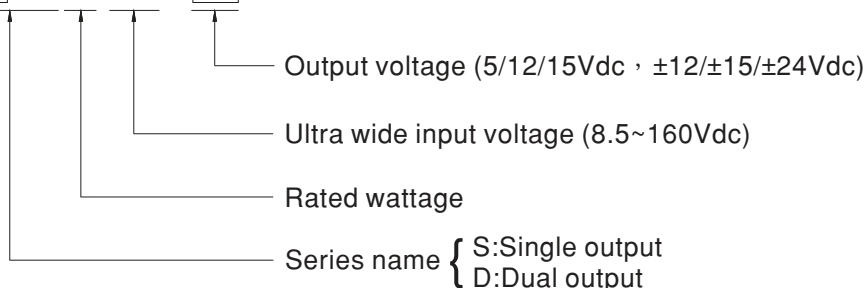 Output voltage (5/12/15Vdc，±12/±15/±24Vdc)
Ultra wide input voltage (8.5~160Vdc)
Rated wattage
Series name { S:Single output
D:Dual output